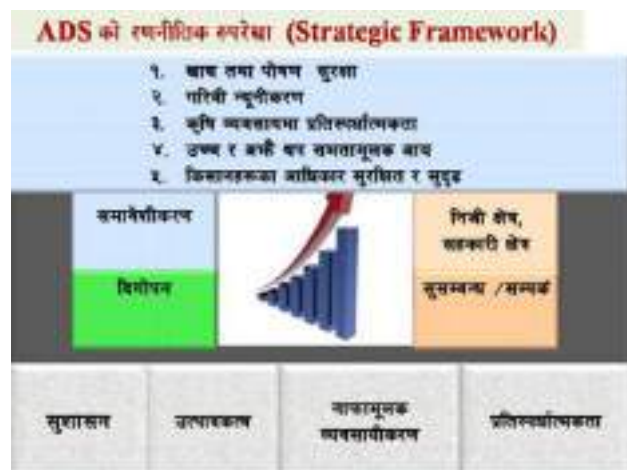 ADS को रणनीतिक रुपरेखा (Strategic Framework)
१. खाद्य तथा पोषण सुरक्षा
२. गरिवी न्यूनीकरण
३. कृषि व्यवसायमा प्रतिस्पर्धात्मकता
४. उच्च र अझै थप समतामूलक आय
५. किसानहरुका अधिकार सुरक्षित र सुदृढ
समावेशीकरण
निजी क्षेत्र,
सहकारी क्षेत्र
दिगोपन
सुसम्बन्ध /सम्पर्क
सुशासन
उत्पादकत्व
नाफामूलक
व्यवसायीकरण
प्रतिस्पर्धात्मकता